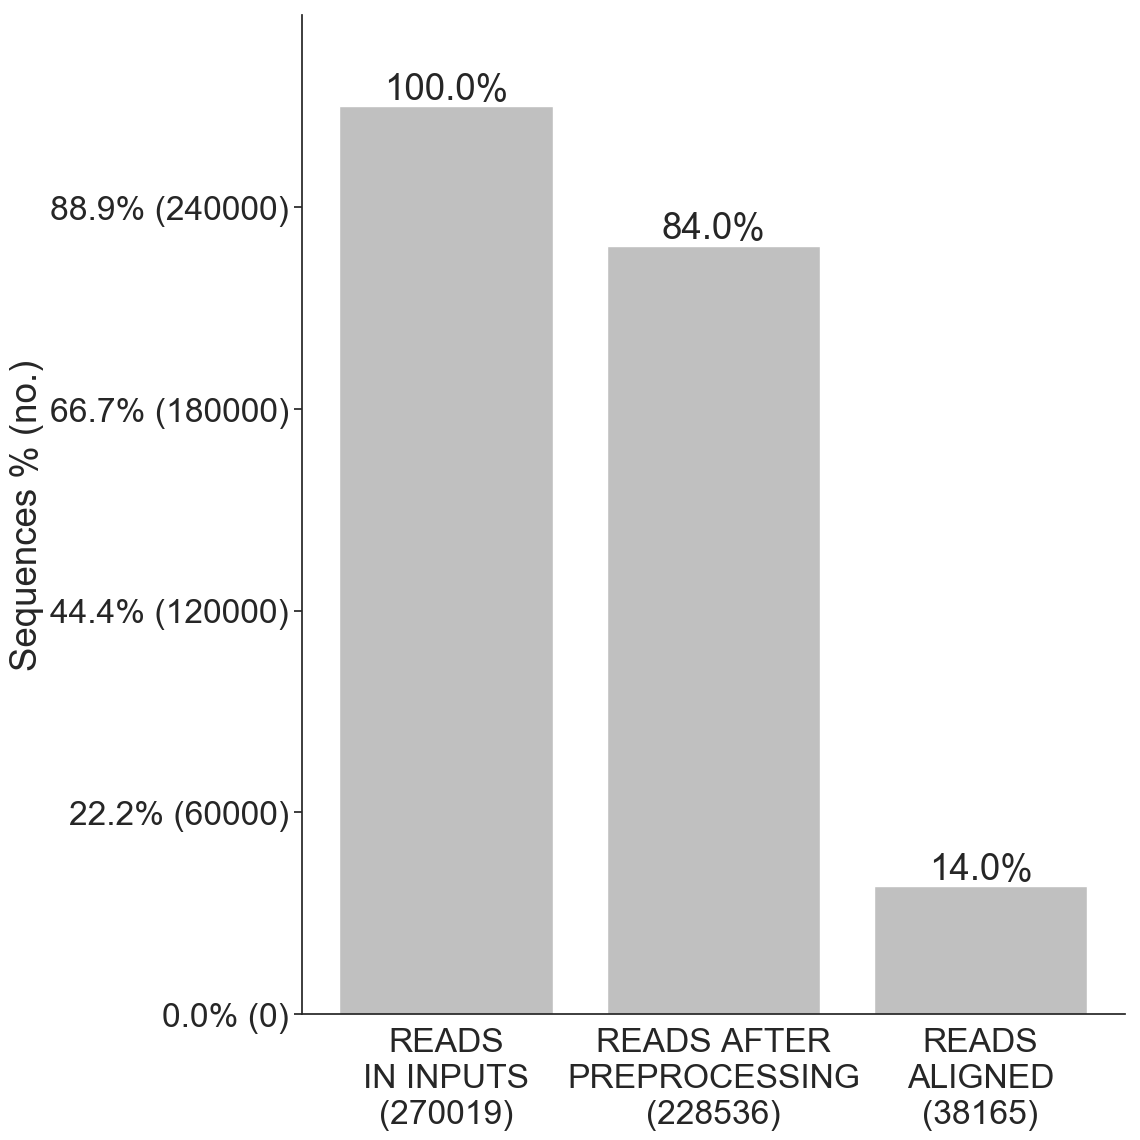 100.0%
88.9% (240000)
84.0%
66.7% (180000)
Sequences % (no.)
44.4% (120000)
22.2% (60000)
14.0%
0.0% (0)
READS
IN INPUTS
(270019)
READS AFTER
PREPROCESSING
(228536)
READS
ALIGNED
(38165)